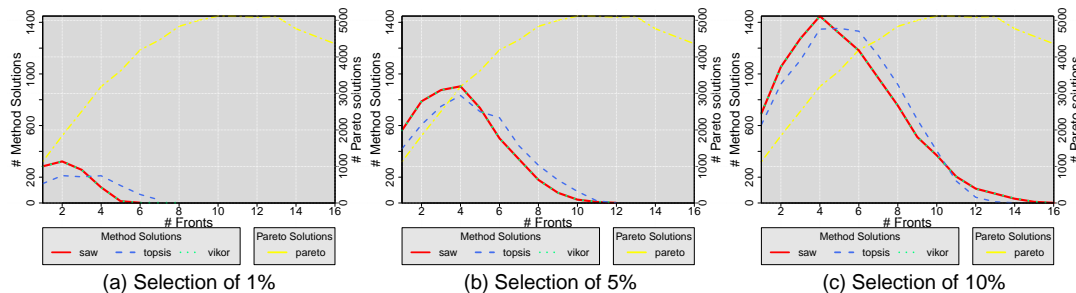 # Method Solutions
0 200 600 1000 1400
# Pareto Solutions
0 1000 2000 3000 4000 5000
2 4 6 8 10 12 14 16
# Fronts
Method Solutions
saw topsis vikor
Pareto Solutions
pareto
(a) Selection of 1%
# Method Solutions
0 200 600 1000 1400
# Pareto Solutions
0 1000 2000 3000 4000 5000
2 4 6 8 10 12 14 16
# Fronts
Method Solutions
saw topsis vikor
Pareto Solutions
pareto
(b) Selection of 5%
# Method Solutions
0 200 600 1000 1400
# Pareto Solutions
0 1000 2000 3000 4000 5000
2 4 6 8 10 12 14 16
# Fronts
Method Solutions
saw topsis vikor
Pareto Solutions
pareto
(c) Selection of 10%